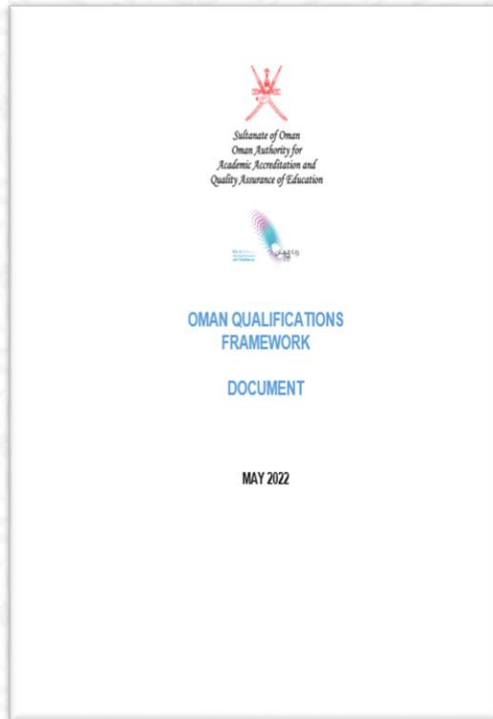 Sultanate of Oman
Oman Authority for
Academic Accreditation and
Quality Assurance of Education
OMAN QUALIFICATIONS
FRAMEWORK
DOCUMENT
MAY 2022